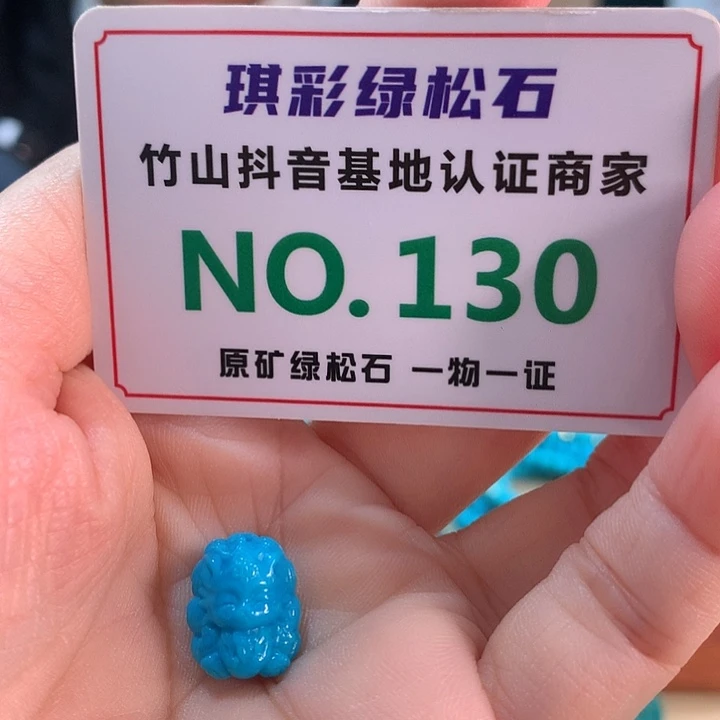 琪彩绿松石
竹山抖音基地认证商家
NO.130
原矿绿松石 一物一证